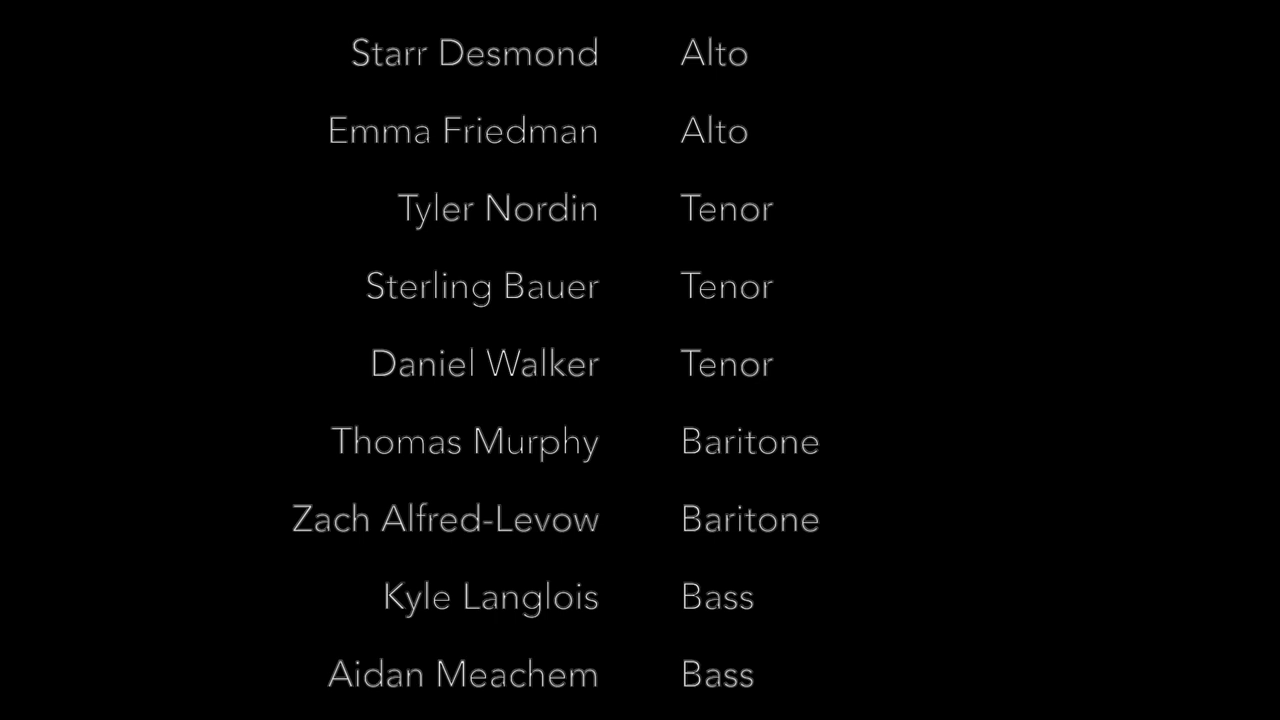 Starr Desmond Alto
Emma Friedman Alto
Tyler Nordin Tenor
Sterling Bauer Tenor
Daniel Walker Tenor
Thomas Murphy Baritone
Zach Alfred-Levow Baritone
Kyle Langlois Bass
Aidan Meachem Bass